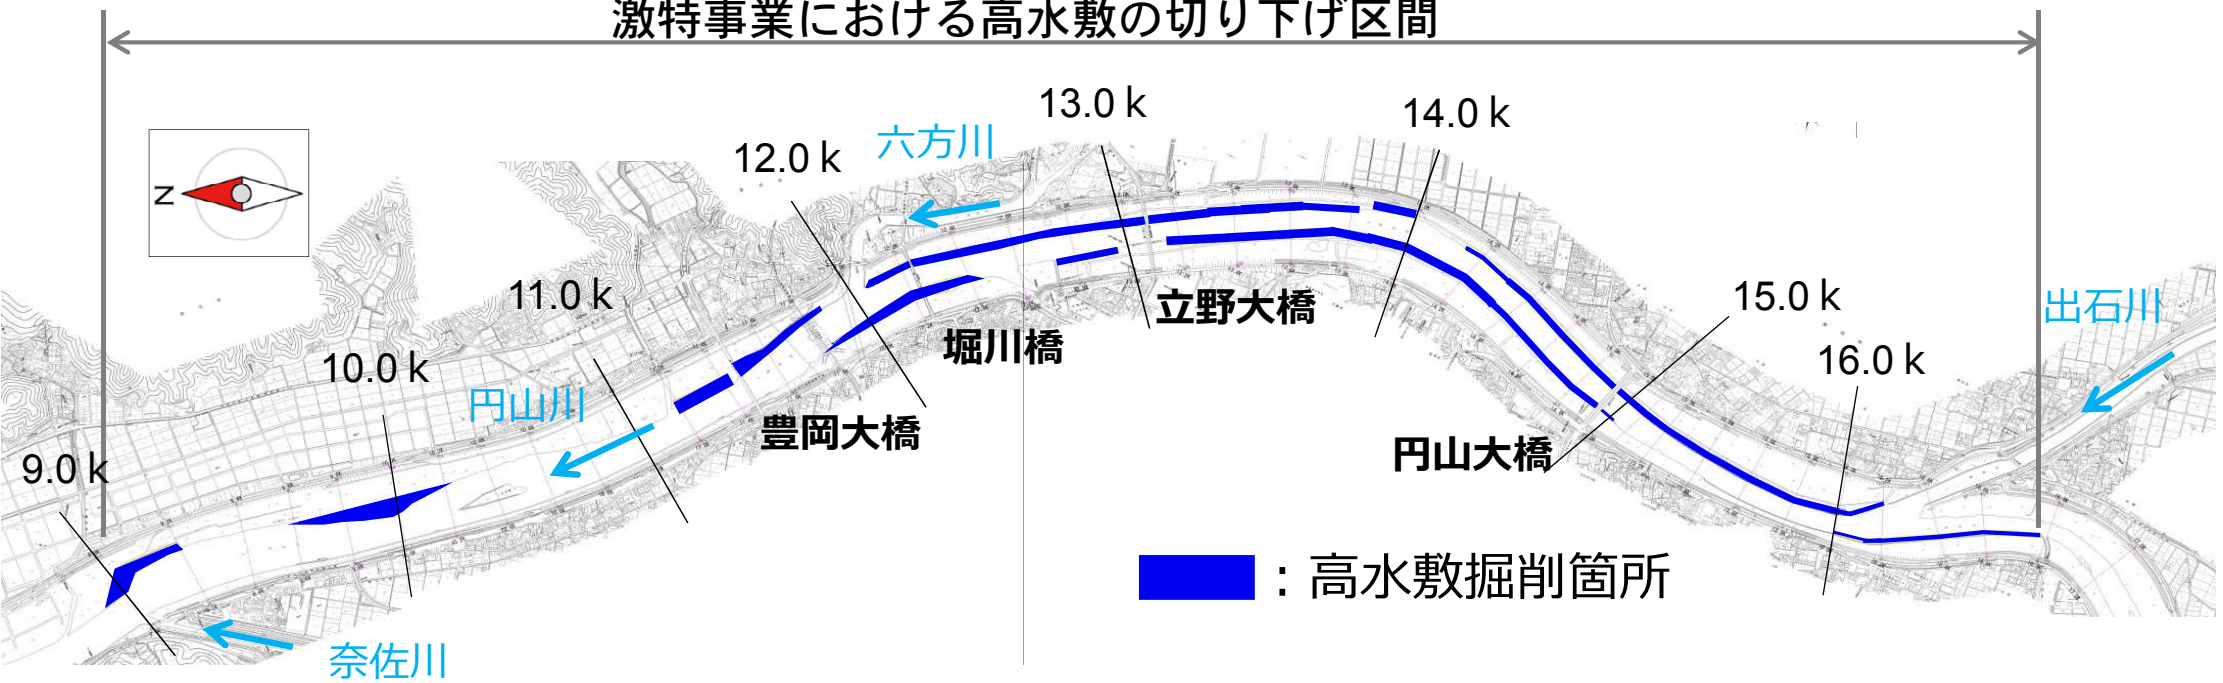 激特事業における高水敷の切り下げ区間
13.0ｋ
14.0ｋ
六方川
12.0ｋ
N
11.0ｋ
15.0ｋ
出石川
立野大橋
堀川橋
16.0ｋ
10.0ｋ
円山川
豊岡大橋
円山大橋
9.0ｋ
：高水敷掘削箇所
奈佐川